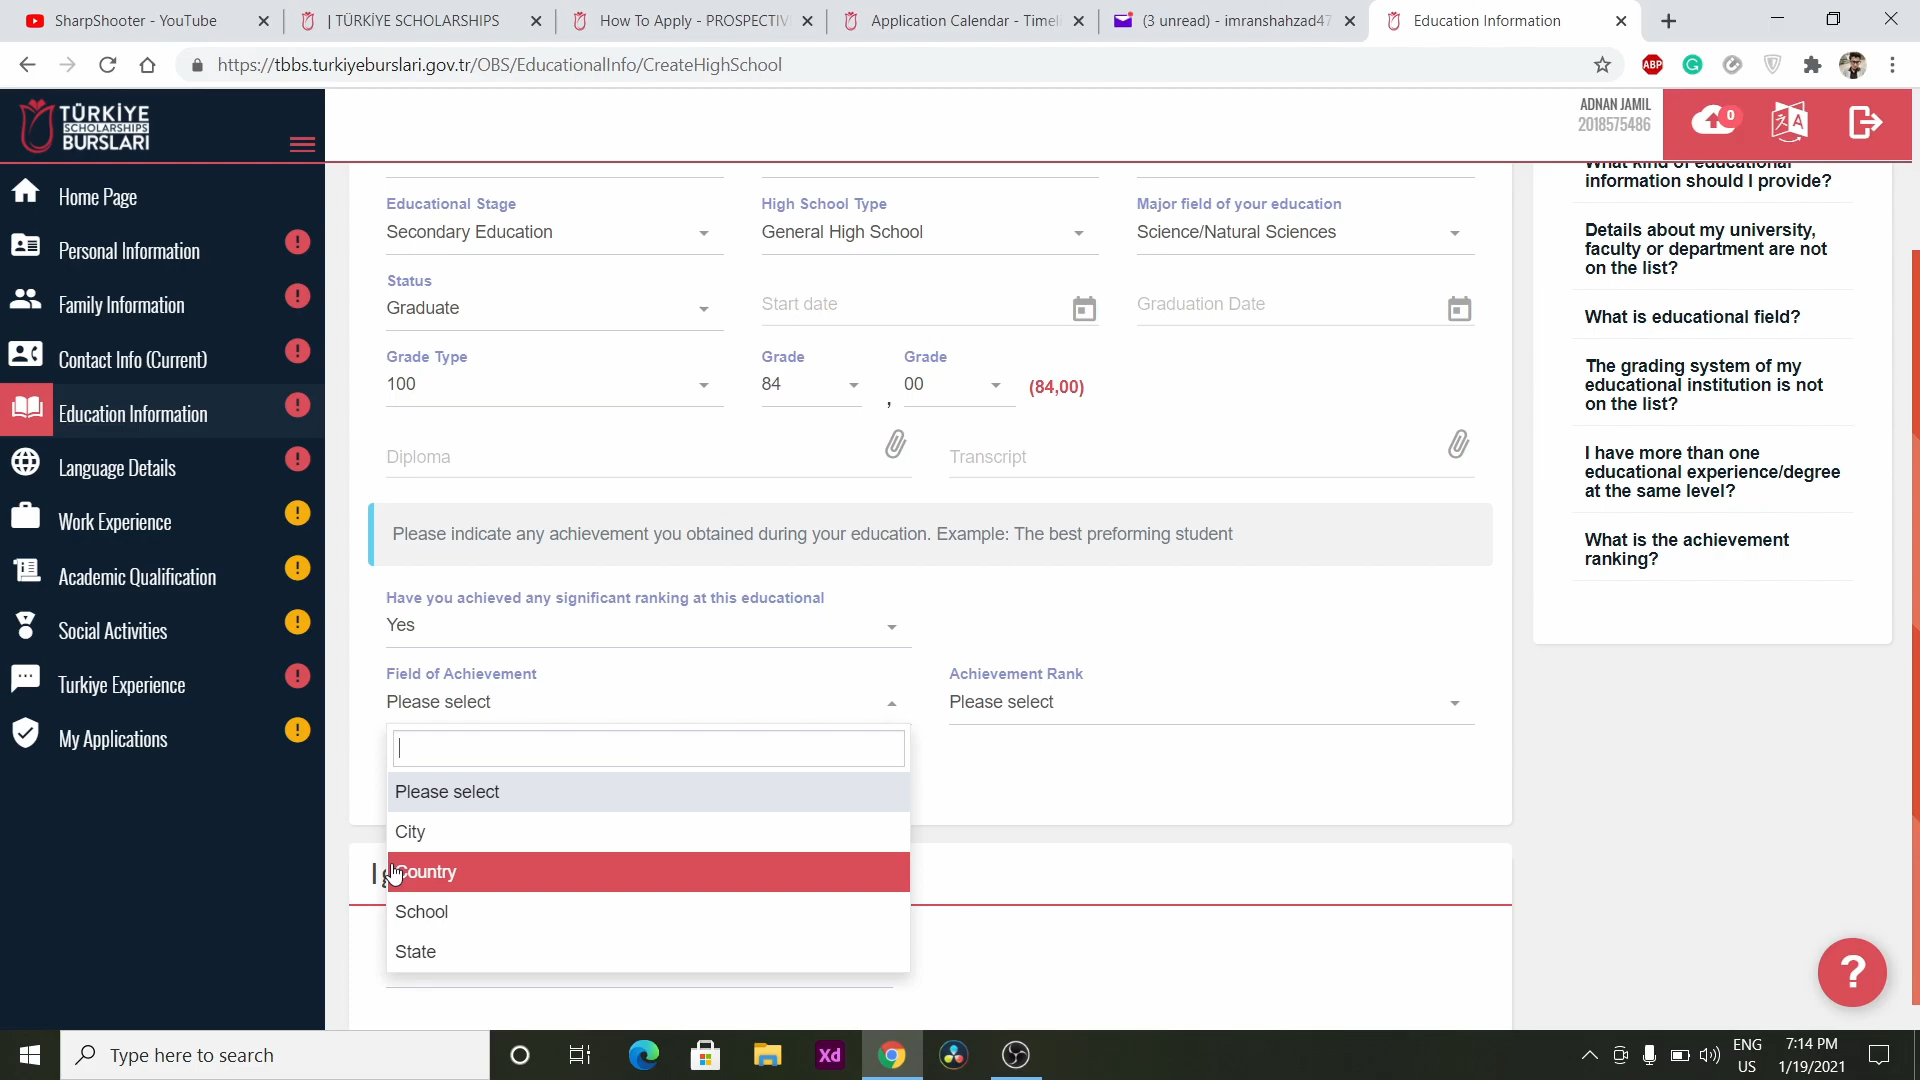 SharpShooter - YouTube
| TÜRKİYE SCHOLARSHIPS
How To Apply - PROSPECTIV
Application Calendar - Timeli
(3 unread) - imranshahzad47
Education Information
https://tbbs.turkiyeburslari.gov.tr/OBS/EducationalInfo/CreateHighSchool
ABP
TÜRKİYE
SCHOLARSHIPS
BURSLARI
ADNAN JAMIL
2018575486
0
A
Home Page
Personal Information
Family Information
Contact Info (Current)
Education Information
Language Details
Work Experience
Academic Qualification
Social Activities
Turkiye Experience
My Applications
Educational Stage
Secondary Education
High School Type
General High School
Major field of your education
Science/Natural Sciences
Status
Graduate
Start date
Graduation Date
Grade Type
100
Grade
84
,
Grade
00
(84,00)
Diploma
Transcript
Please indicate any achievement you obtained during your education. Example: The best preforming student
Have you achieved any significant ranking at this educational
Yes
Field of Achievement
Please select
Achievement Rank
Please select
Please select
City
Country
School
State
What kind of educational
information should I provide?
Details about my university,
faculty or department are not
on the list?
What is educational field?
The grading system of my
educational institution is not
on the list?
I have more than one
educational experience/degree
at the same level?
What is the achievement
ranking?
?
Type here to search
Xd
ENG
US
7:14 PM
1/19/2021